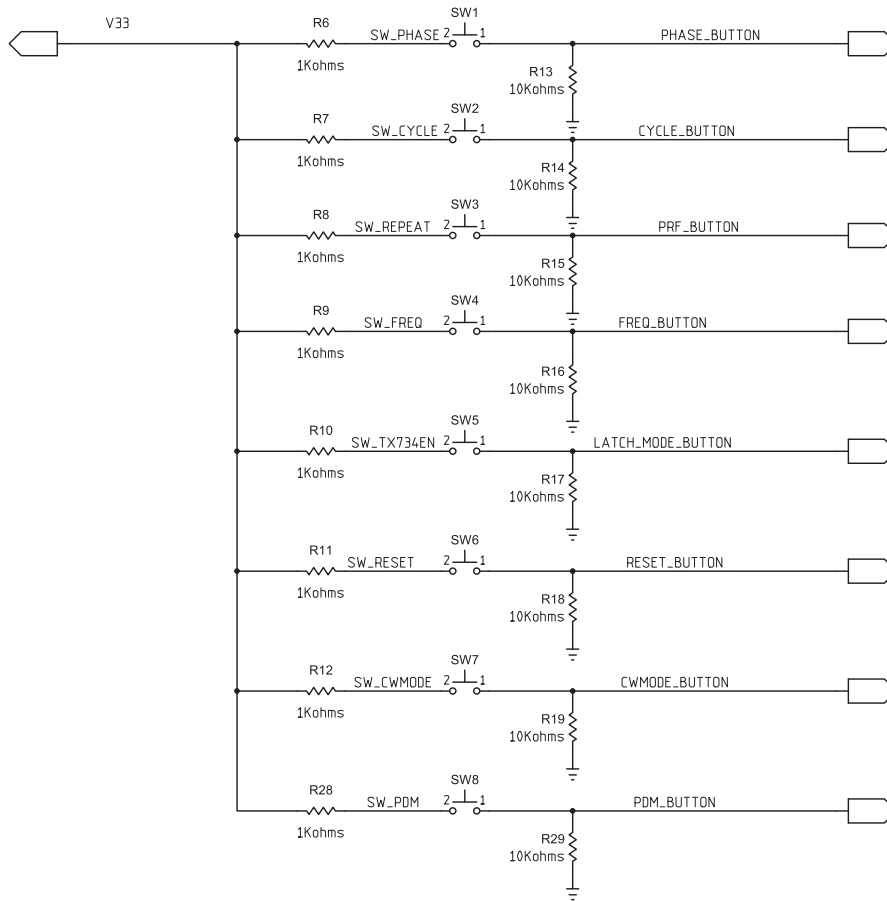 V33
R6
SW_PHASE
SW1
2 1
PHASE_BUTTON
1Kohms
R13
10Kohms
R7
SW_CYCLE
SW2
2 1
CYCLE_BUTTON
1Kohms
R14
10Kohms
R8
SW_REPEAT
SW3
2 1
PRF_BUTTON
1Kohms
R15
10Kohms
R9
SW_FREQ
SW4
2 1
FREQ_BUTTON
1Kohms
R16
10Kohms
R10
SW_TX734EN
SW5
2 1
LATCH_MODE_BUTTON
1Kohms
R17
10Kohms
R11
SW_RESET
SW6
2 1
RESET_BUTTON
1Kohms
R18
10Kohms
R12
SW_CWMODE
SW7
2 1
CWMODE_BUTTON
1Kohms
R19
10Kohms
R28
SW_PDM
SW8
2 1
PDM_BUTTON
1Kohms
R29
10Kohms